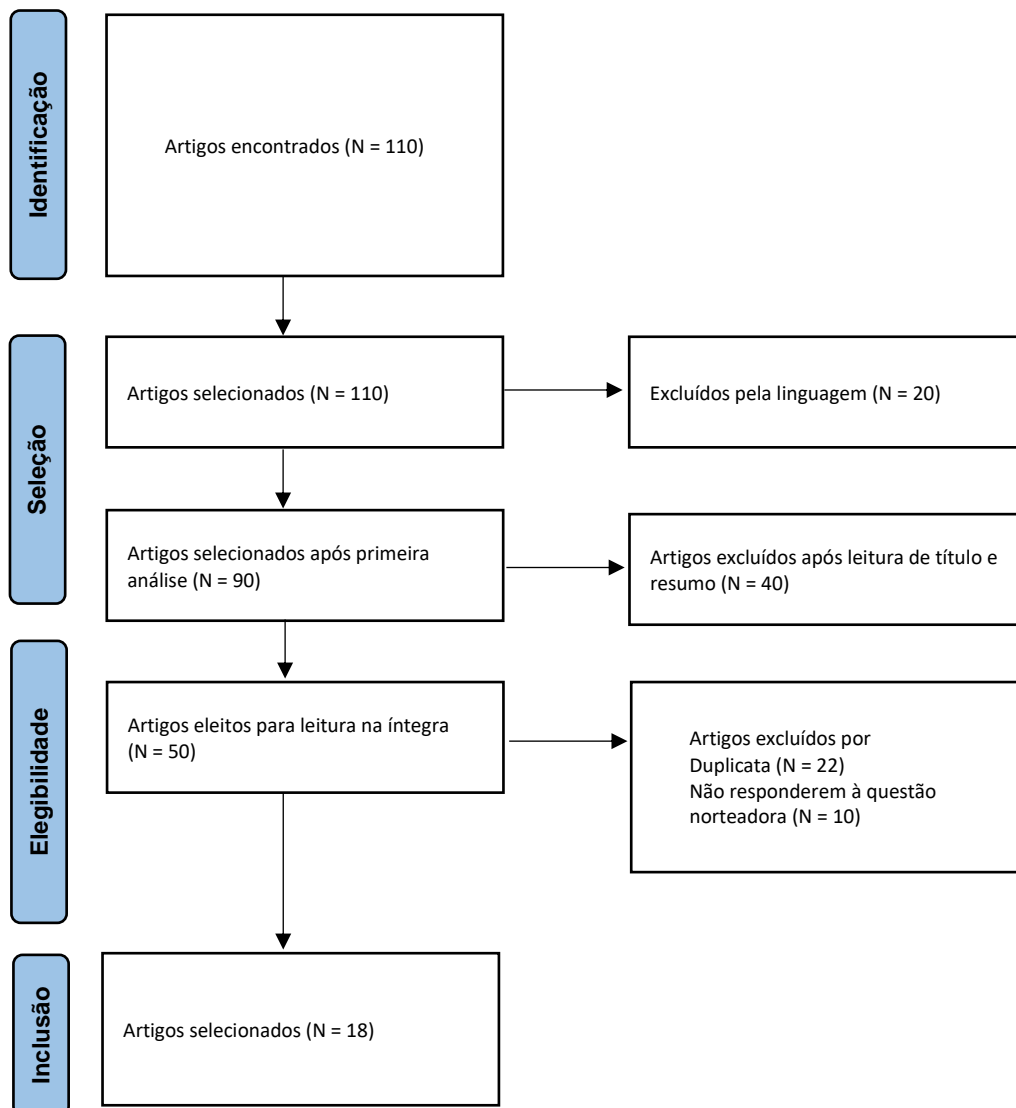 Identificação
Artigos encontrados (N = 110)
Seleção
Artigos selecionados (N = 110)
Excluídos pela linguagem (N = 20)
Artigos selecionados após primeira
análise (N = 90)
Artigos excluídos após leitura de título e
resumo (N = 40)
Elegibilidade
Artigos eleitos para leitura na íntegra
(N = 50)
Artigos excluídos por
Duplicata (N = 22)
Não responderem à questão
norteadora (N = 10)
Inclusão
Artigos selecionados (N = 18)